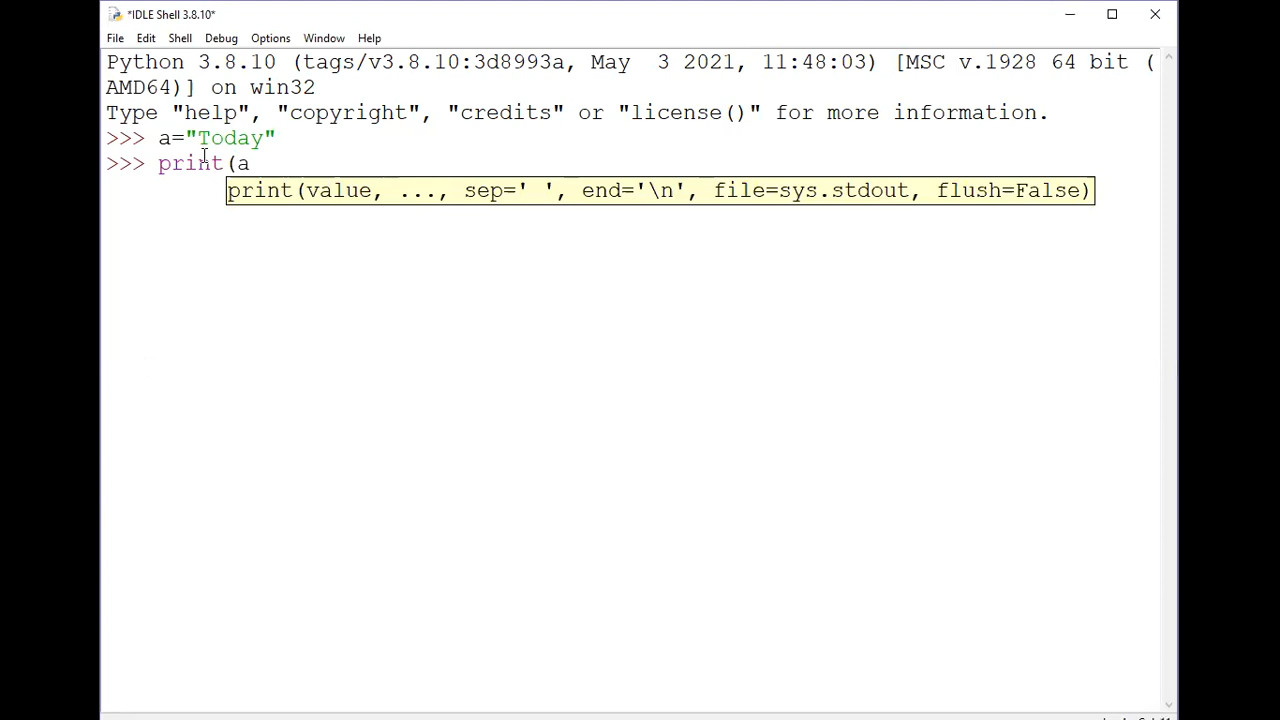 *IDLE Shell 3.8.10*
File Edit Shell Debug Options Window Help
Python 3.8.10 (tags/v3.8.10:3d8993a, May  3 2021, 11:48:03) [MSC v.1928 64 bit (
AMD64)] on win32
Type "help", "copyright", "credits" or "license()" for more information.
>>> a="Today"
>>> print(a
print(value, ..., sep=' ', end='\n', file=sys.stdout, flush=False)